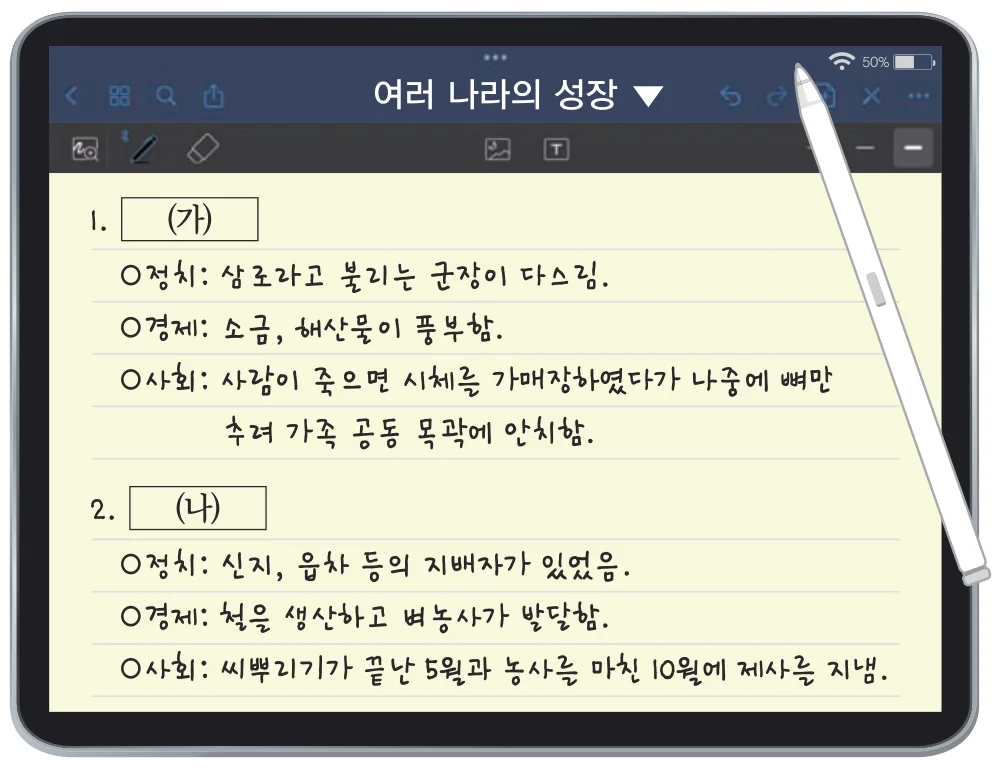 50%
여러 나라의 성장 ▼
T
1. (가)
○정치: 삼로라고 불리는 군장이 다스림.
○경제: 소금, 해산물이 풍부함.
○사회: 사람이 죽으면 시체를 가매장하였다가 나중에 뼈만
추려 가족 공동 목곽에 안치함.
2. (나)
○정치: 신지, 읍차 등의 지배자가 있었음.
○경제: 철을 생산하고 벼농사가 발달함.
○사회: 씨뿌리기가 끝난 5월과 농사를 마친 10월에 제사를 지냄.